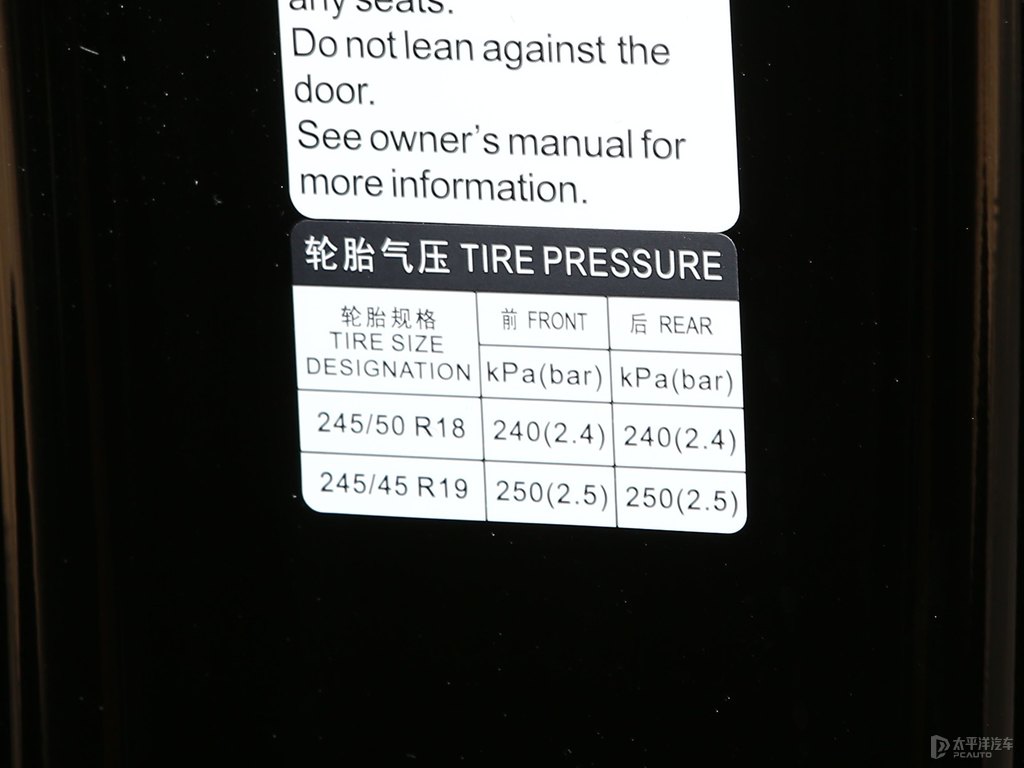 any seats.
Do not lean against the
door.
See owner's manual for
more information.
轮胎气压 TIRE PRESSURE
轮胎规格
TIRE SIZE
DESIGNATION
前 FRONT
后 REAR
kPa(bar)
kPa(bar)
245/50 R18
240(2.4)
240(2.4)
245/45 R19
250(2.5)
250(2.5)
太平洋汽车
PCAUTO